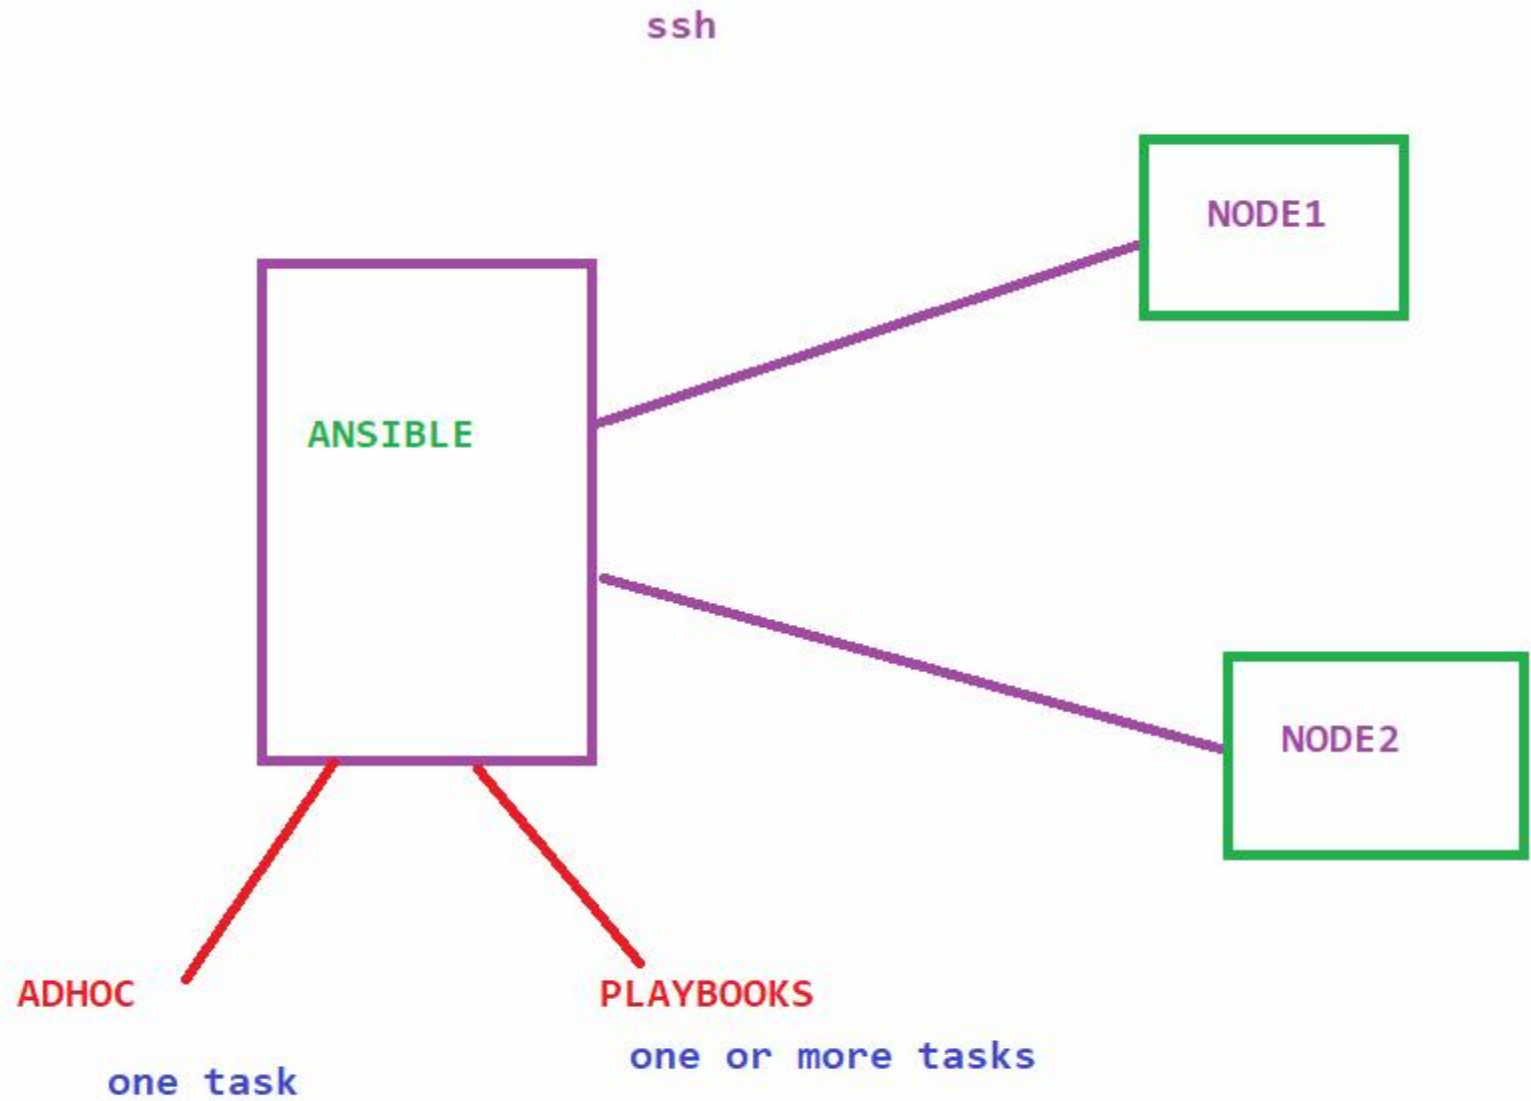 ssh
NODE1
ANSIBLE
NODE2
ADHOC
PLAYBOOKS
one or more tasks
one task